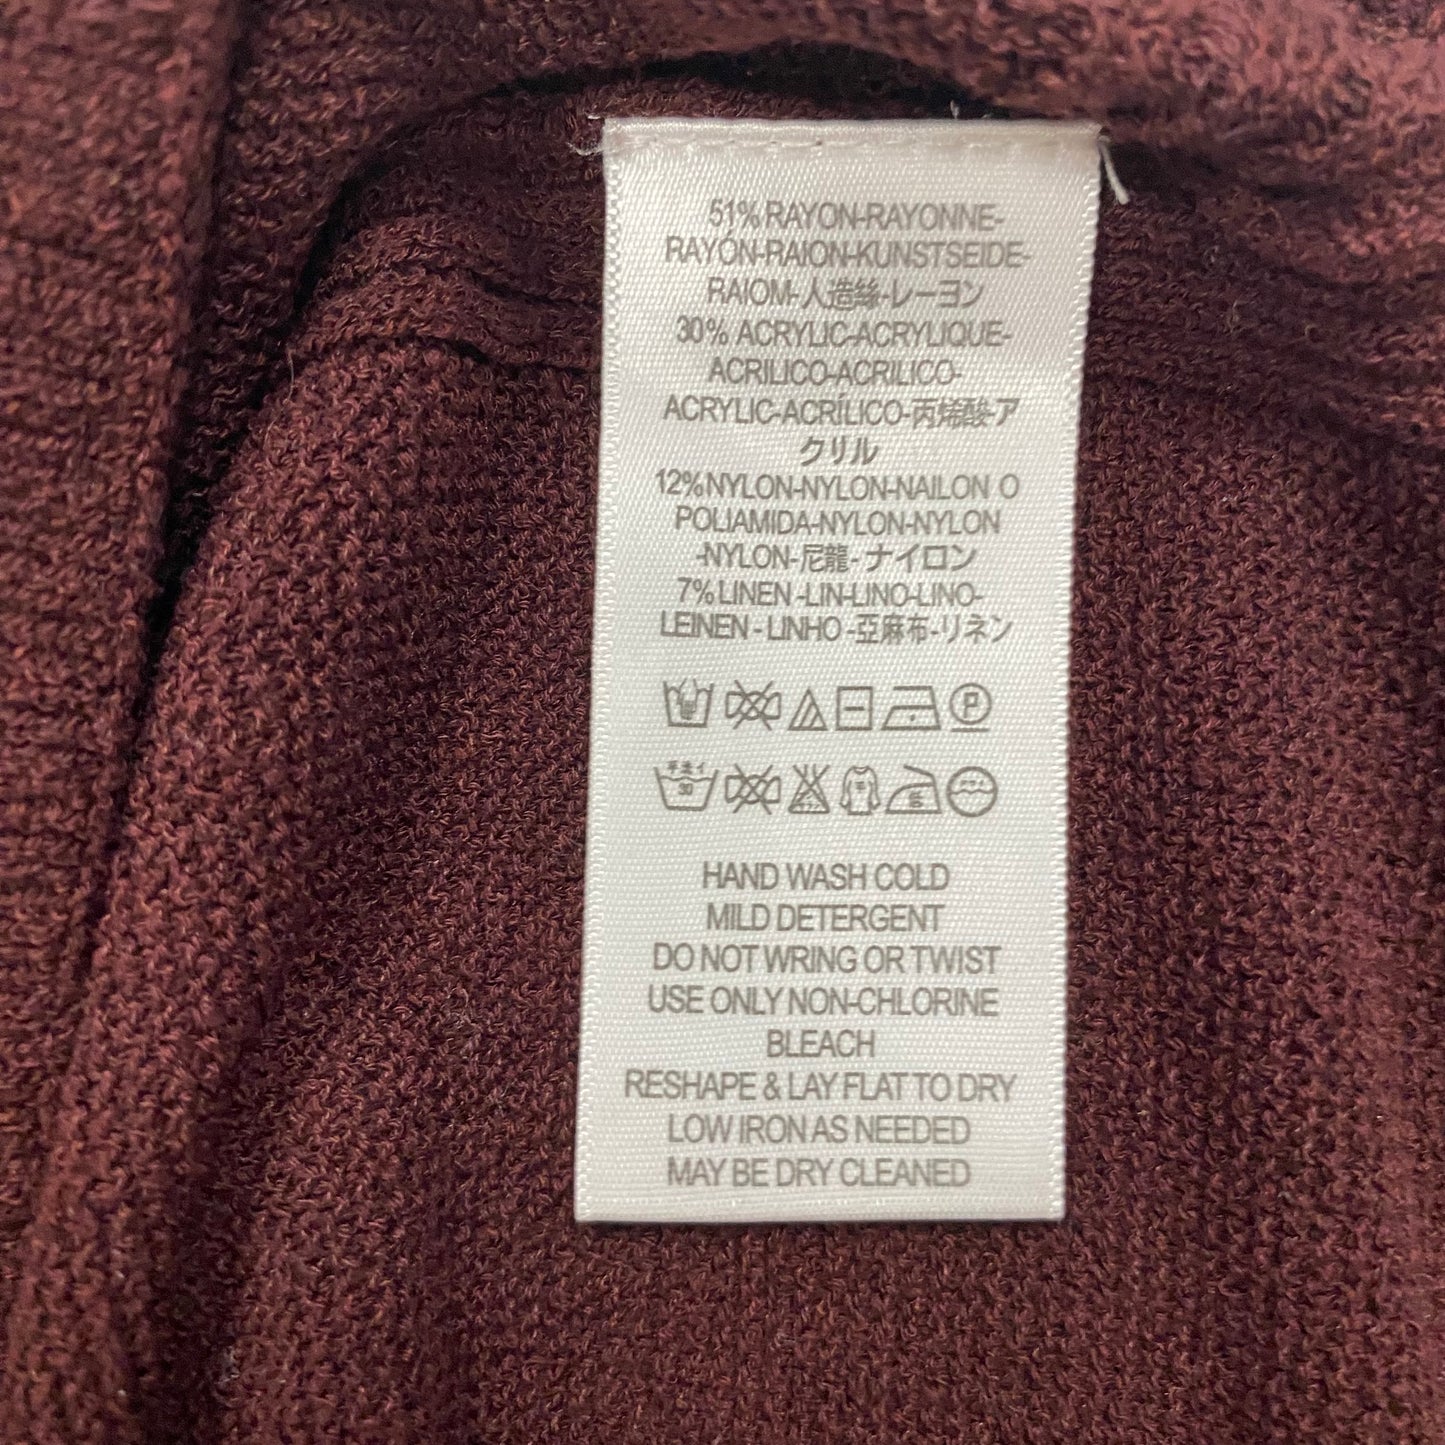 51% RAYON-RAYONNE-
RAYÓN-RAION-KUNSTSEIDE-
RAIOM-人造絲-レーヨン
30% ACRYLIC-ACRYLIQUE-
ACRILICO-ACRILICO-
ACRYLIC-ACRÍLICO-丙烯酸-ア
クリル
12%NYLON-NYLON-NAILON O
POLIAMIDA-NYLON-NYLON
-NYLON-尼龍-ナイロン
7% LINEN -LIN-LINO-LINO-
LEINEN - LINHO -亞麻布-リネン
P
30
HAND WASH COLD
MILD DETERGENT
DO NOT WRING OR TWIST
USE ONLY NON-CHLORINE
BLEACH
RESHAPE & LAY FLAT TO DRY
LOW IRON AS NEEDED
MAY BE DRY CLEANED